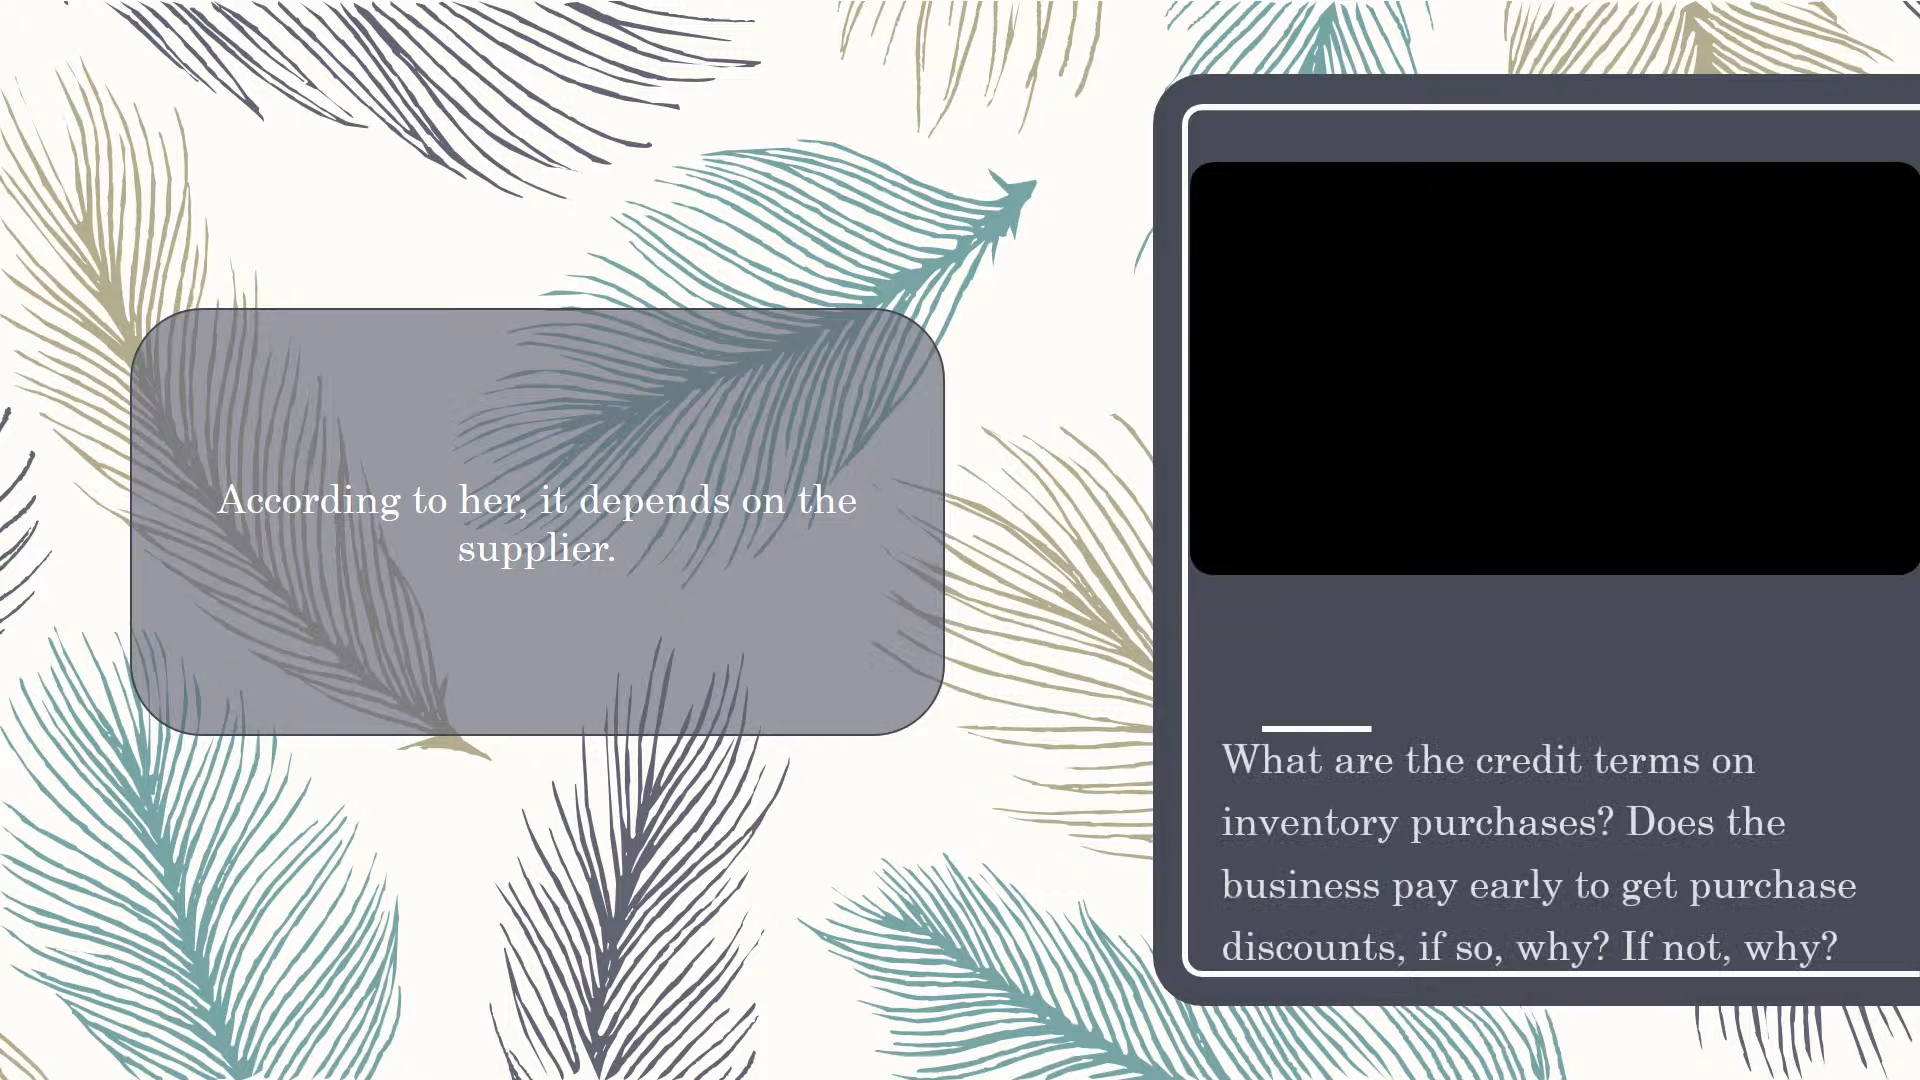 According to her, it depends on the
supplier.
What are the credit terms on
inventory purchases? Does the
business pay early to get purchase
discounts, if so, why? If not, why?